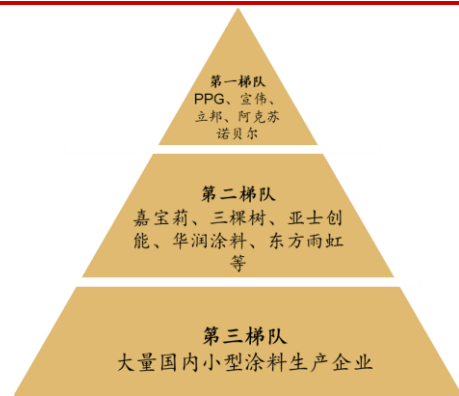 第一梯队
PPG、宣伟、
立邦、阿克苏
诺贝尔
第二梯队
嘉宝莉、三棵树、亚士创
能、华润涂料、东方雨虹
等
第三梯队
大量国内小型涂料生产企业